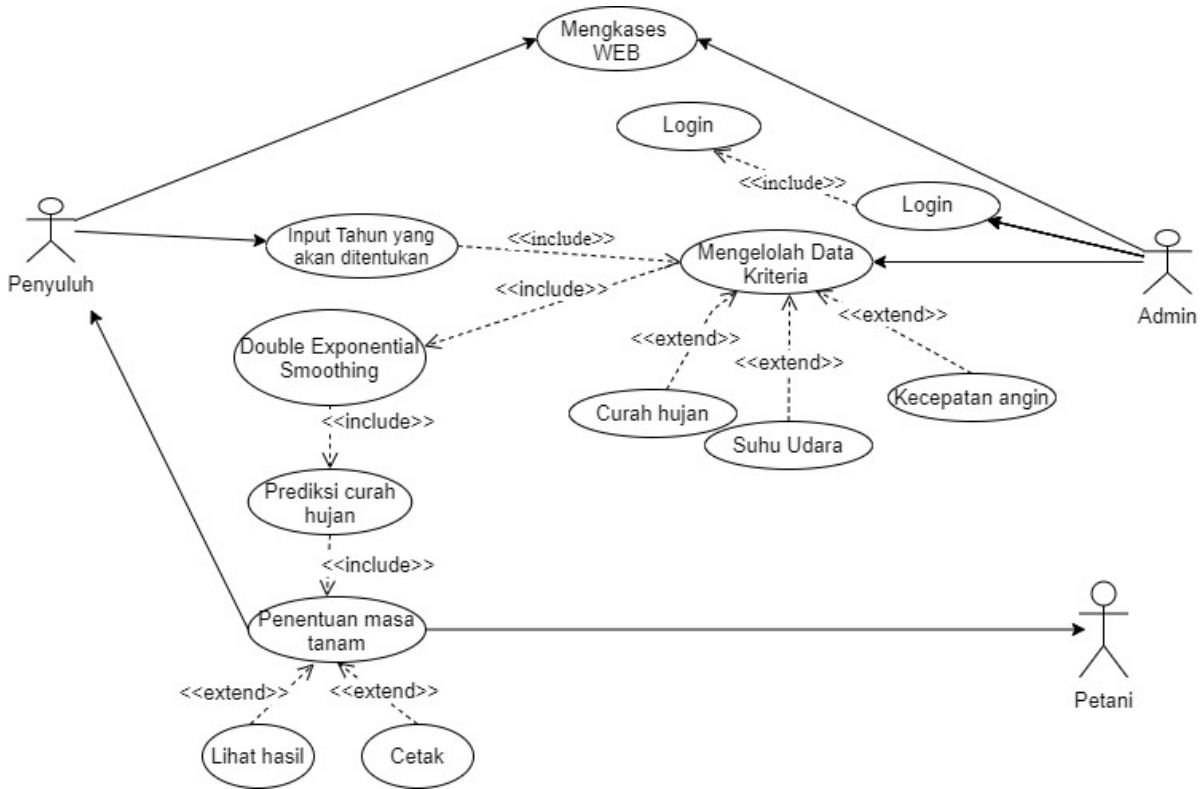 Mengkases
WEB
Login
<<include>>
Login
Penyuluh
Input Tahun yang
akan ditentukan
<<include>>
Mengelolah Data
Kriteria
Admin
<<include>>
<<extend>>
<<extend>>
<<extend>>
Double Exponential
Smoothing
Curah hujan
Suhu Udara
Kecepatan angin
<<include>>
Prediksi curah
hujan
<<include>>
Penentuan masa
tanam
Petani
<<extend>>
<<extend>>
Lihat hasil
Cetak